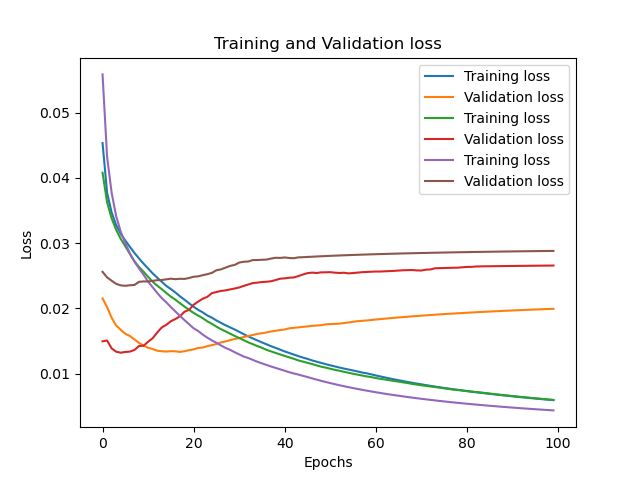 Training and Validation loss
Training loss
Validation loss
Training loss
Validation loss
Training loss
Validation loss
0.05
0.04
0.03
0.02
0.01
Loss
0
20
40
60
80
100
Epochs